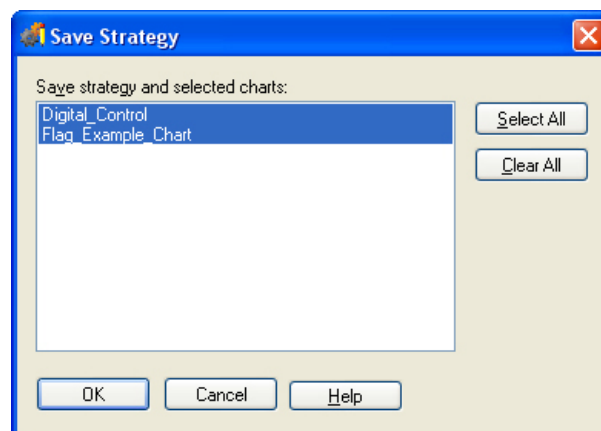 Save Strategy
Save strategy and selected charts:
Digital_Control
Flag_Example_Chart
Select All
Clear All
OK
Cancel
Help